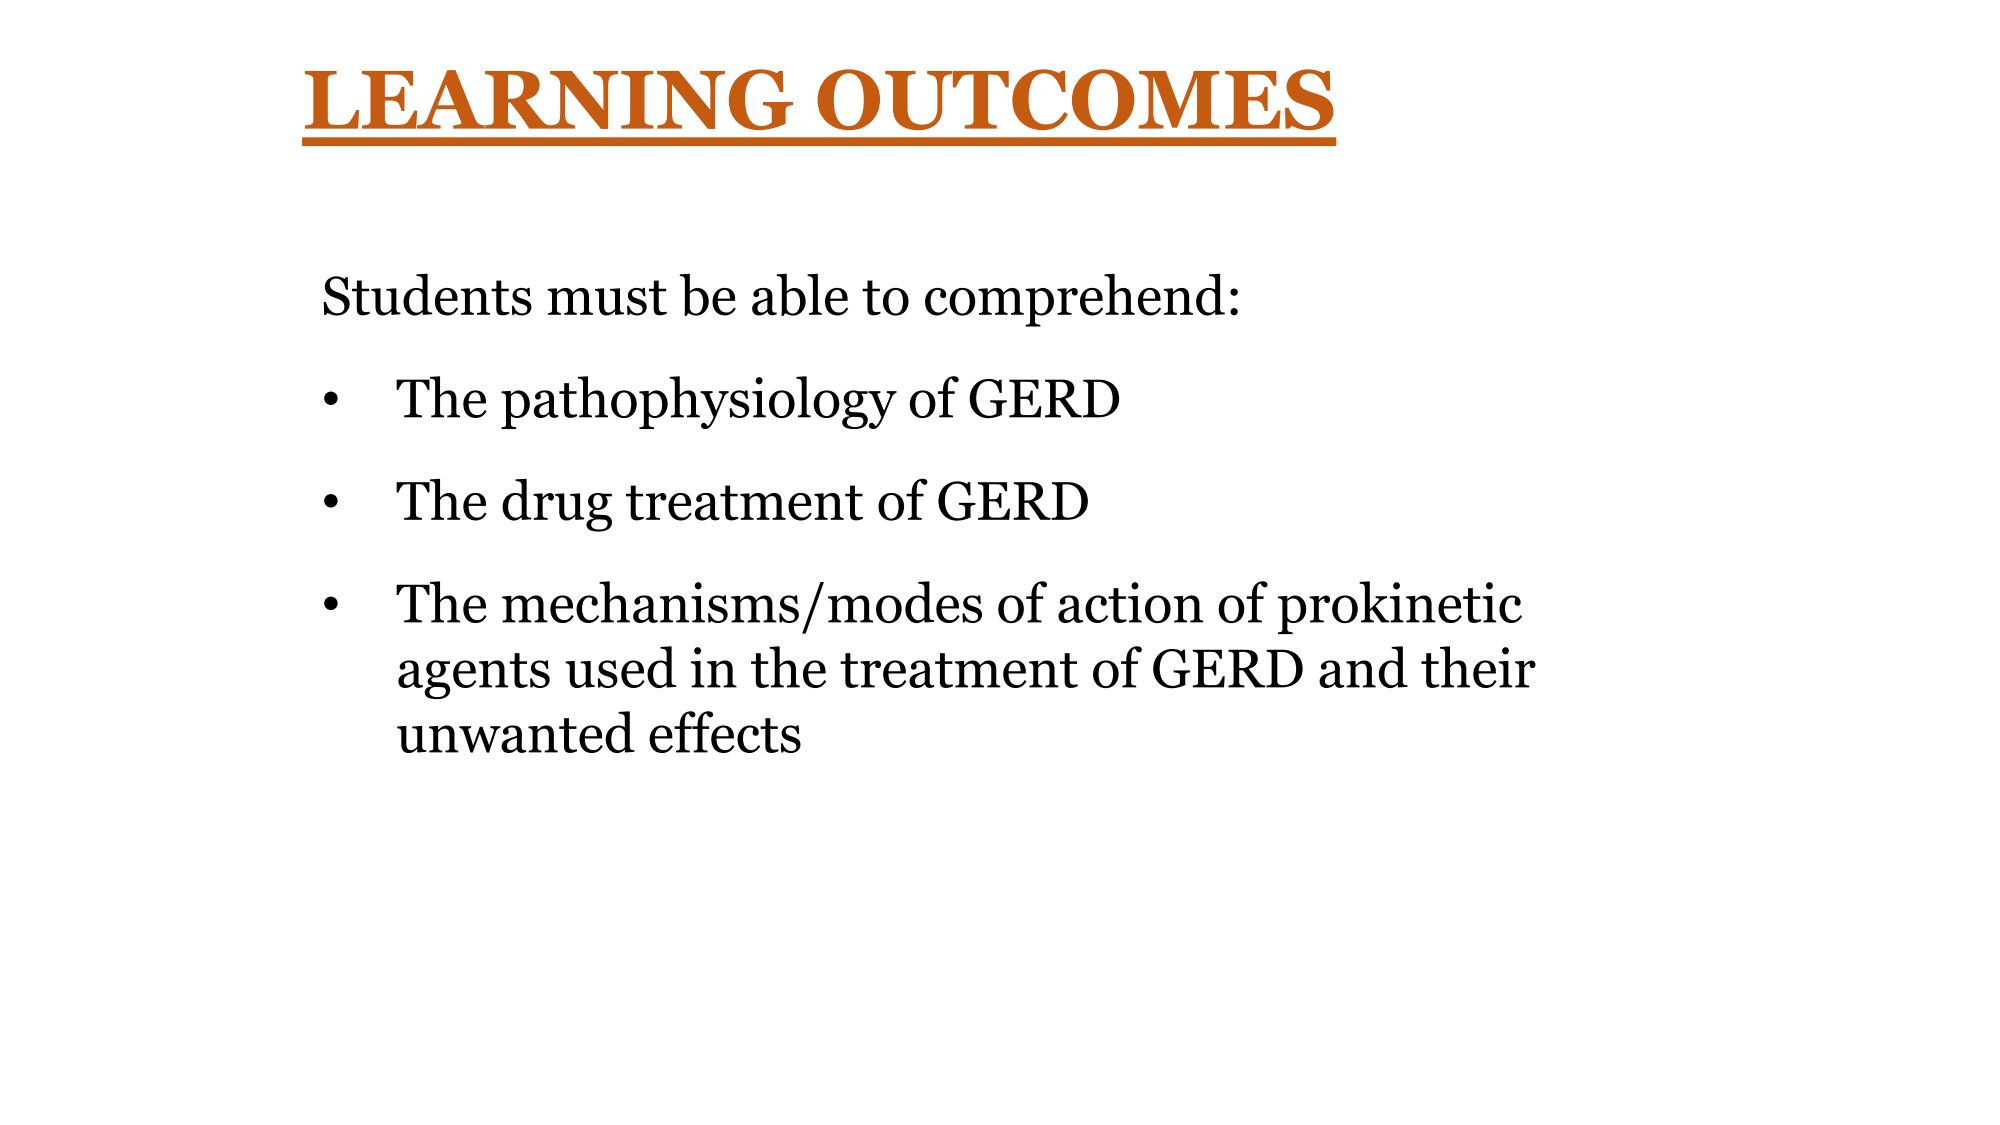 LEARNING OUTCOMES
Students must be able to comprehend:
• The pathophysiology of GERD
• The drug treatment of GERD
• The mechanisms/modes of action of prokinetic
agents used in the treatment of GERD and their
unwanted effects